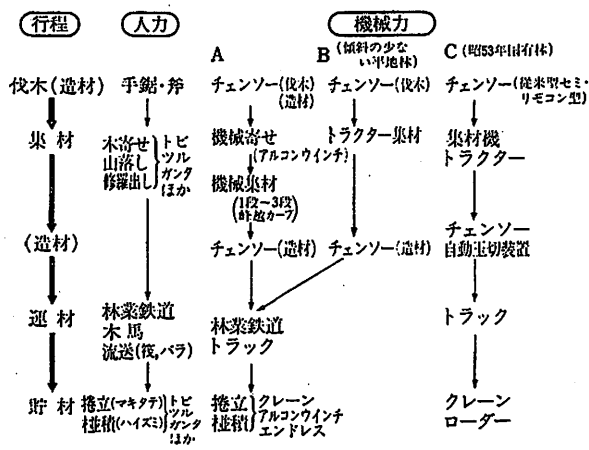 行程
人力
機械力
A
B (傾斜の少な
い平地林)
C (昭53年国有林)
伐木(造材)
手鋸・斧
チェンソー(伐木)
(造材)
チェンソー(伐木)
チェンソー(従来型セミ・
リモコン型)
集材
木寄せ
山落し
修羅出し
トビ
ツル
ガンタ
ほか
機械寄せ
(アルコンウインチ)
機械集材
(1段〜3段
カーブ)
トラクター集材
集材機
トラクター
(造材)
チェンソー(造材)
チェンソー(造材)
チェンソー
自動玉切装置
運材
林業鉄道
木馬
流送(筏,バラ)
林業鉄道
トラック
トラック
貯材
捲立(マキタテ)
椪積(ハイズミ)
トビ
ツル
ガンタ
ほか
捲立
椪積
クレーン
アルコンウインチ
エンドレス
クレーン
ローダー